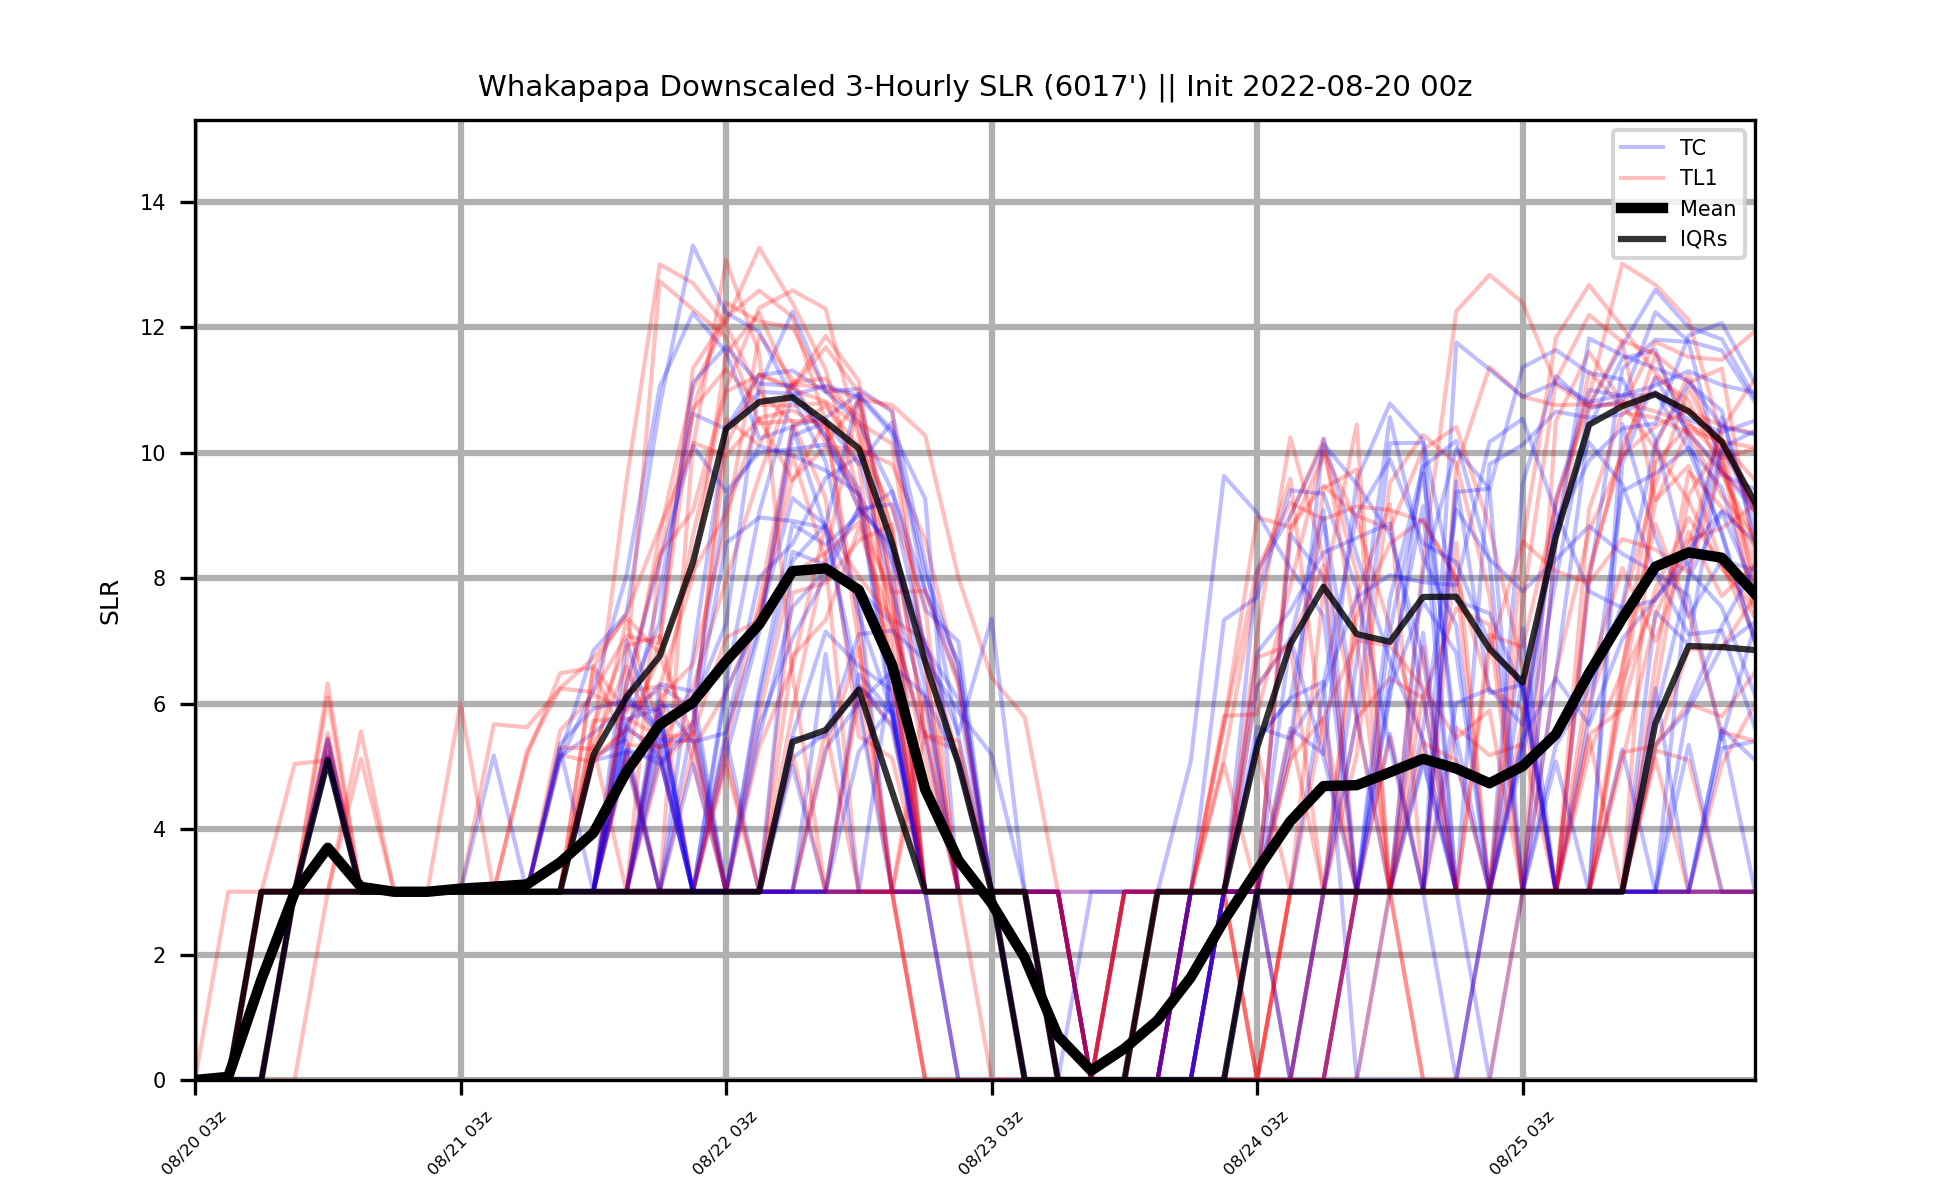 Whakapapa Downscaled 3-Hourly SLR (6017') || Init 2022-08-20 00z
TC
TL1
Mean
IQRs
SLR
14
12
10
8
6
4
2
0
08/20 03z
08/21 03z
08/22 03z
08/23 03z
08/24 03z
08/25 03z